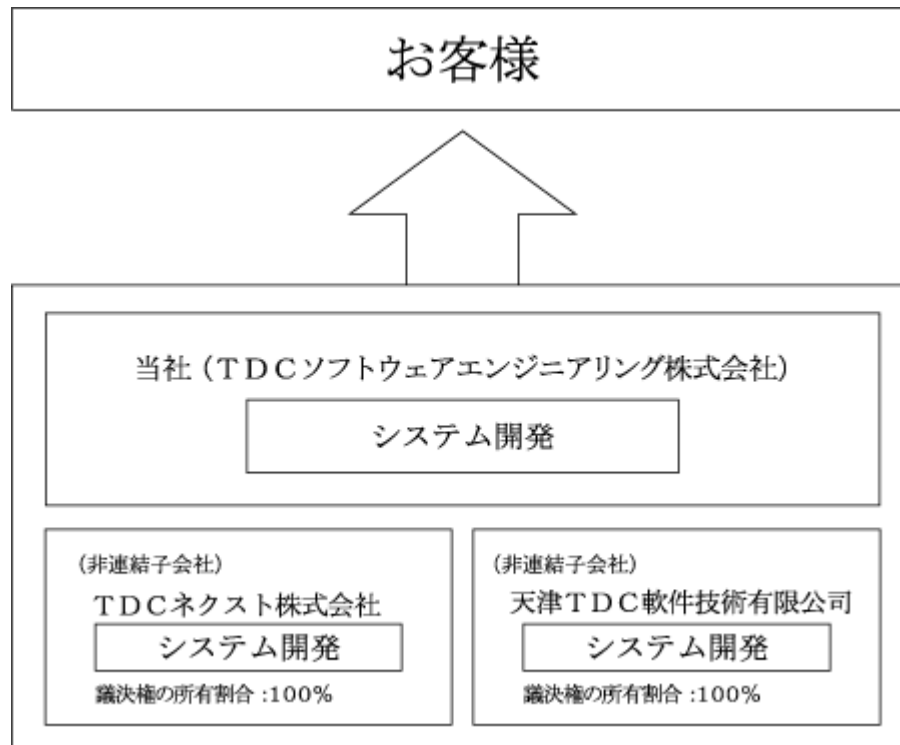 お客様
当社（ＴＤＣソフトウェアエンジニアリング株式会社）
システム開発
（非連結子会社）
ＴＤＣネクスト株式会社
システム開発
議決権の所有割合：100％
（非連結子会社）
天津ＴＤＣ軟件技術有限公司
システム開発
議決権の所有割合：100％